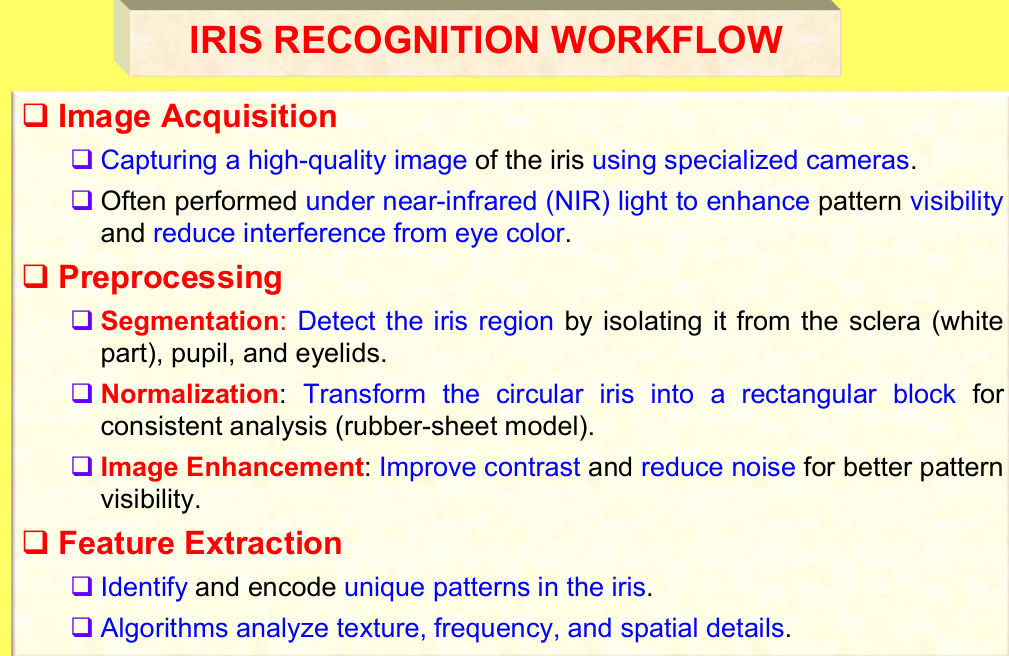 IRIS RECOGNITION WORKFLOW
❑ Image Acquisition
❑ Capturing a high-quality image of the iris using specialized cameras.
❑ Often performed under near-infrared (NIR) light to enhance pattern visibility
and reduce interference from eye color.
❑ Preprocessing
❑ Segmentation: Detect the iris region by isolating it from the sclera (white
part), pupil, and eyelids.
❑ Normalization: Transform the circular iris into a rectangular block for
consistent analysis (rubber-sheet model).
❑ Image Enhancement: Improve contrast and reduce noise for better pattern
visibility.
❑ Feature Extraction
❑ Identify and encode unique patterns in the iris.
❑ Algorithms analyze texture, frequency, and spatial details.